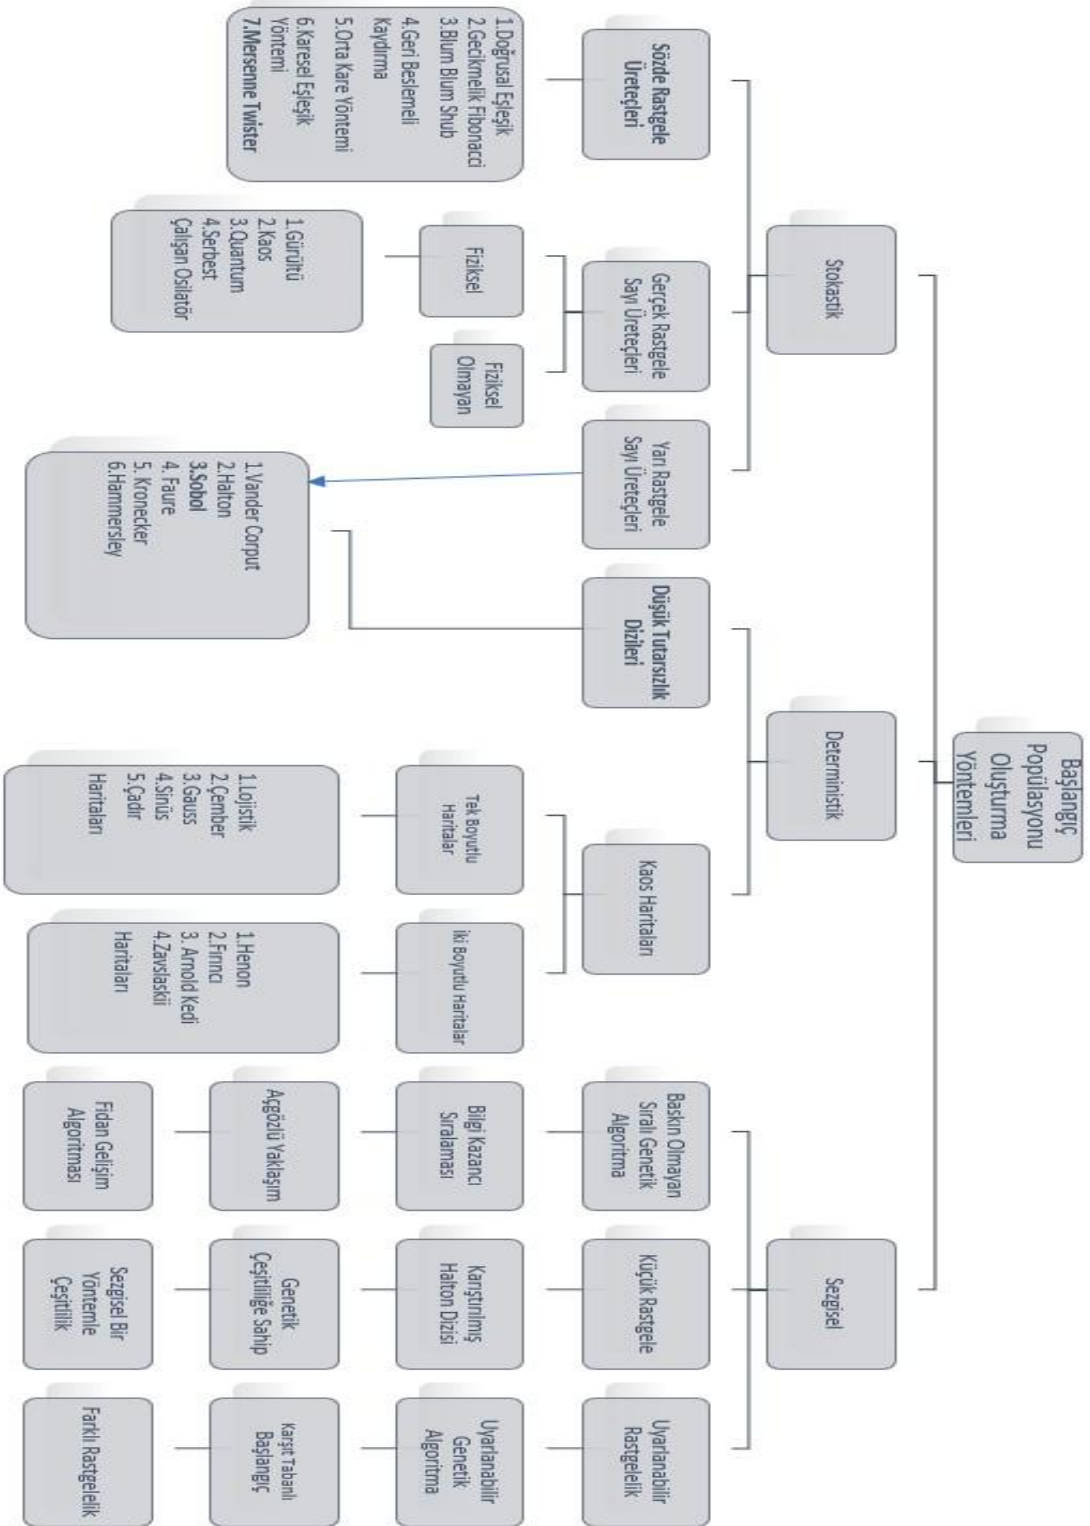 Başlangıç
Popülasyonu
Oluşturma
Yöntemleri
Stokastik
Deterministik
Sezgisel
Sözde Rastgele
Üreteçleri
Gerçek Rastgele
Sayı Üreteçleri
Yarı Rastgele
Sayı Üreteçleri
Düşük Tutarsızlık
Dizileri
Kaos Haritaları
Baskın Olmayan
Sıralı Genetik
Algoritma
Küçük Rastgele
Uyarlanabilir
Rastgelelik
1.Doğrusal Eşleşik
2.Gecikmelik Fibonacci
3.Blum Blum Shub
4.Geri Beslemeli
Kaydırma
5.Orta Kare Yöntemi
6.Karesel Eşleşik
Yöntemi
7.Mersenne Twister
Fiziksel
Fiziksel
Olmayan
1.Gürültü
2.Kaos
3.Quantum
4.Serbest
Çalışan Osilatör
1.Vander Corput
2.Halton
3.Sobol
4. Faure
5. Kronecker
6.Hammersley
Tek Boyutlu
Haritalar
İki Boyutlu Haritalar
1.Lojistik
2.Çember
3.Gauss
4.Sinüs
5.Çadır
Haritaları
1.Henon
2.Fırıncı
3. Arnold Kedi
4.Zavslaskii
Haritaları
Bilgi Kazancı
Sıralaması
Karıştırılmış
Halton Dizisi
Uyarlanabilir
Genetik
Algoritma
Açgözlü Yaklaşım
Genetik
Çeşitliliğe Sahip
Karşıt Tabanlı
Başlangıç
Fidan Gelişim
Algoritması
Sezgisel Bir
Yöntemle
Çeşitlilik
Farklı Rastgelelik